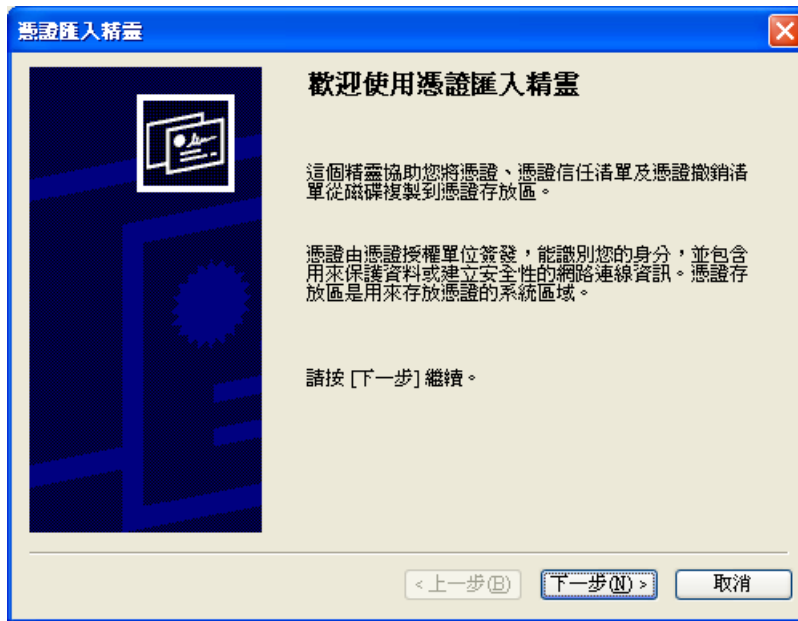 憑證匯入精靈
歡迎使用憑證匯入精靈
這個精靈協助您將憑證、憑證信任清單及憑證撤銷清
單從磁碟複製到憑證存放區。
憑證由憑證授權單位簽發，能識別您的身分，並包含
用來保護資料或建立安全性的網路連線資訊。憑證存
放區是用來存放憑證的系統區域。
請按 [下一步] 繼續。
< 上一步(B)
下一步(N) >
取消